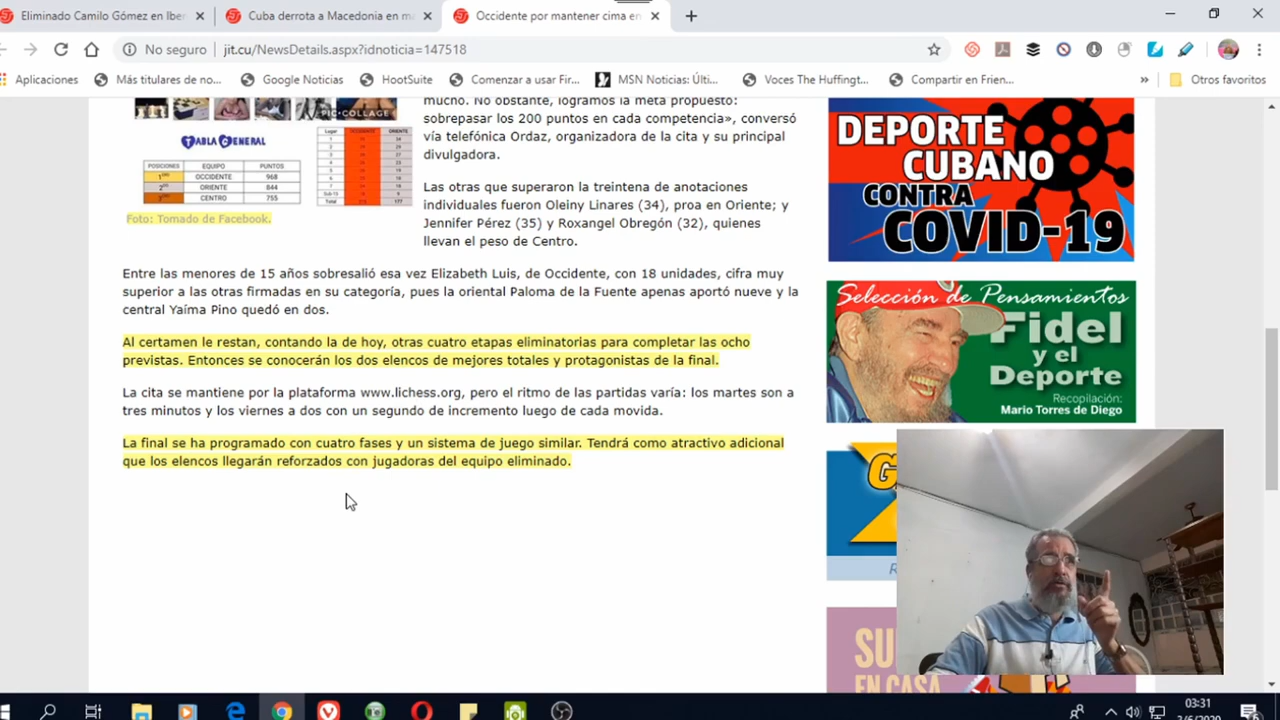 Eliminado Camilo Gómez en Iber
Cuba derrota a Macedonia en ma
Occidente por mantener cima en
No seguro
jit.cu/NewsDetails.aspx?idnoticia=147518
Aplicaciones
Más titulares de no...
Google Noticias
HootSuite
Comenzar a usar Fir...
MSN Noticias: Últi...
Voces The Huffingt...
Compartir en Frien...
Otros favoritos
PIC•COLLAGE
TABLA GENERAL
POSICIONES EQUIPO PUNTOS
OCCIDENTE 968
ORIENTE 844
CENTRO 755
Foto: Tomado de Facebook.
mucho. No obstante, logramos la meta propuesto:
sobrepasar los 200 puntos en cada competencia», conversó
vía telefónica Ordaz, organizadora de la cita y su principal
divulgadora.
Las otras que superaron la treintena de anotaciones
individuales fueron Oleiny Linares (34), proa en Oriente; y
Jennifer Pérez (35) y Roxangel Obregón (32), quienes
llevan el peso de Centro.
Entre las menores de 15 años sobresalió esa vez Elizabeth Luis, de Occidente, con 18 unidades, cifra muy
superior a las otras firmadas en su categoría, pues la oriental Paloma de la Fuente apenas aportó nueve y la
central Yaíma Pino quedó en dos.
Al certamen le restan, contando la de hoy, otras cuatro etapas eliminatorias para completar las ocho
previstas. Entonces se conocerán los dos elencos de mejores totales y protagonistas de la final.
La cita se mantiene por la plataforma www.lichess.org, pero el ritmo de las partidas varía: los martes son a
tres minutos y los viernes a dos con un segundo de incremento luego de cada movida.
La final se ha programado con cuatro fases y un sistema de juego similar. Tendrá como atractivo adicional
que los elencos llegarán reforzados con jugadoras del equipo eliminado.
DEPORTE
CUBANO
CONTRA
COVID-19
Selección de Pensamientos
Fidel
y el
Deporte
Recopilación:
Mario Torres de Diego
SU
EN CASA
03:31